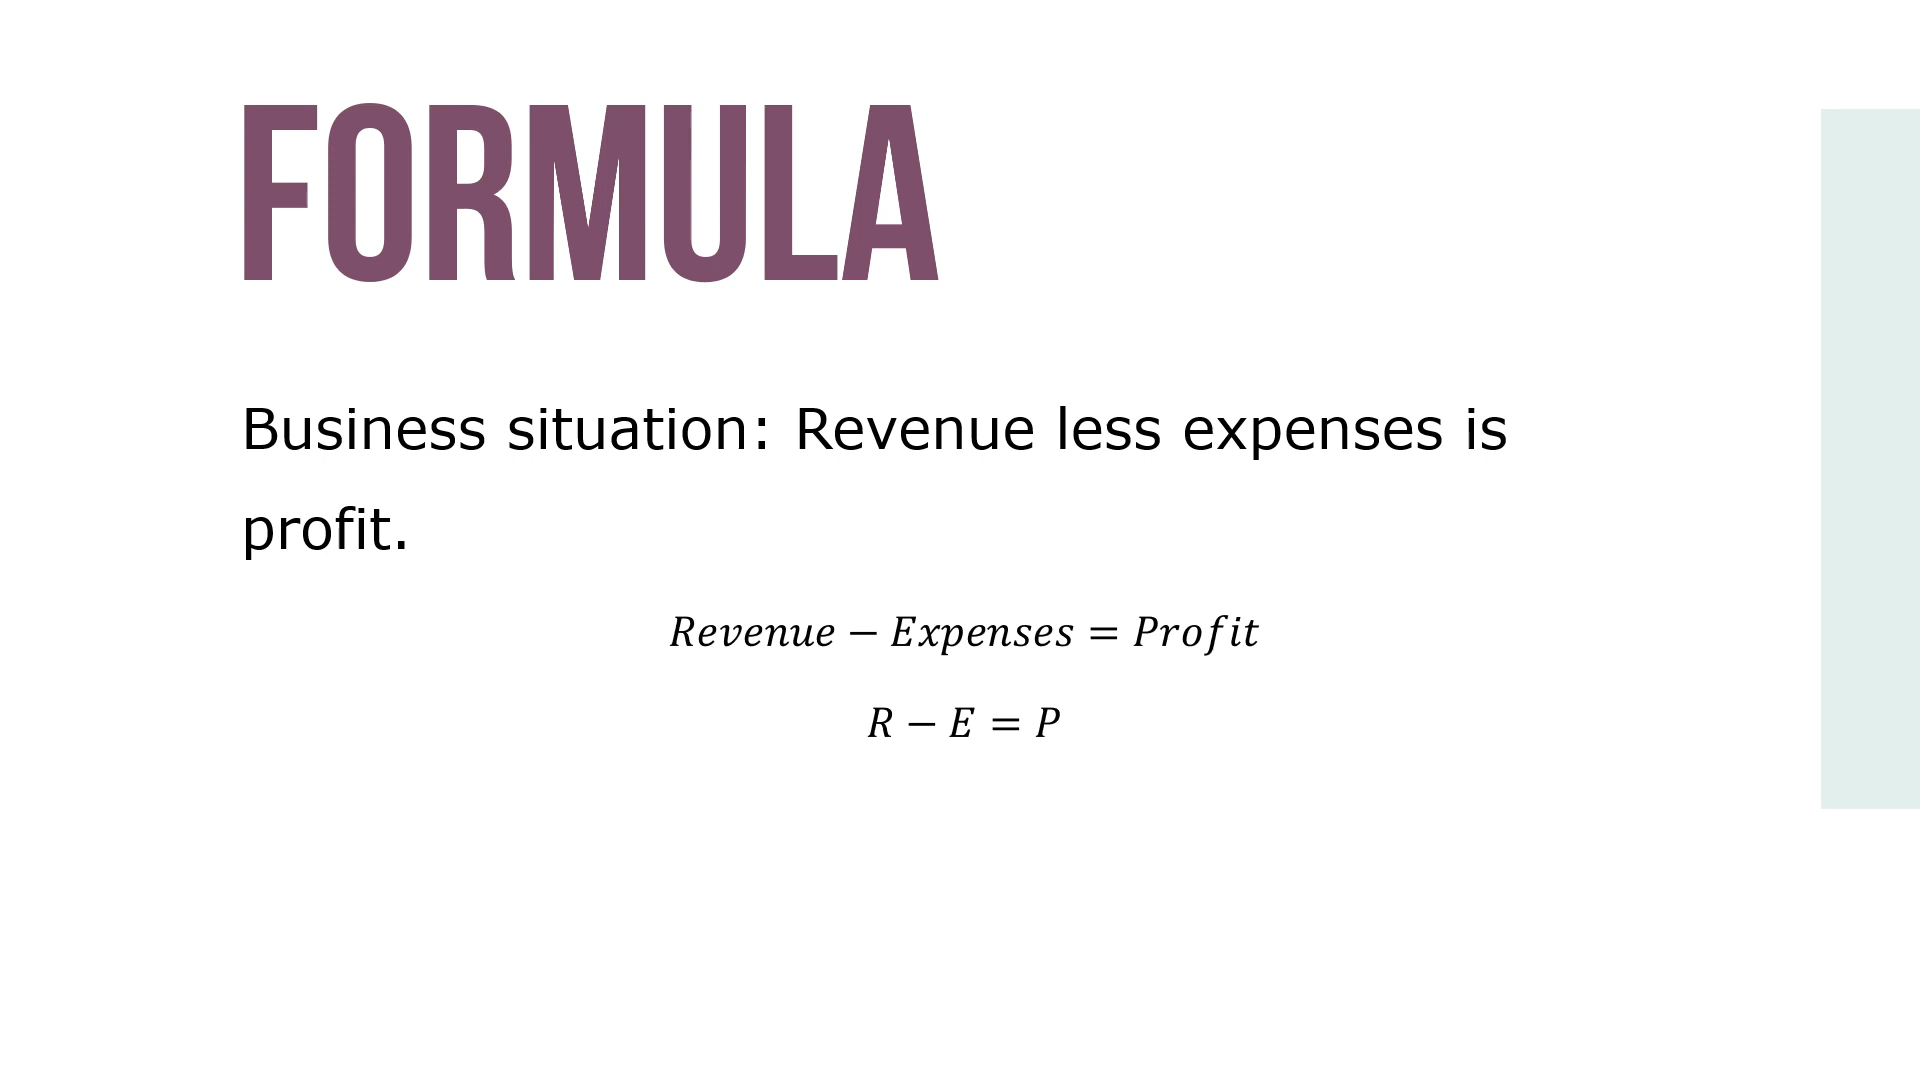 FORMULA
Business situation: Revenue less expenses is
profit.
Revenue − Expenses = Profit
R − E = P